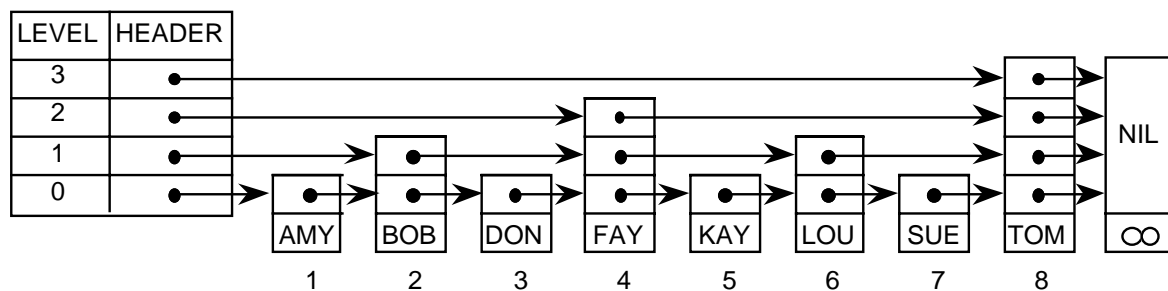 LEVEL HEADER
3
2
1
0
NIL
AMY BOB DON FAY KAY LOU SUE TOM ∞
1 2 3 4 5 6 7 8